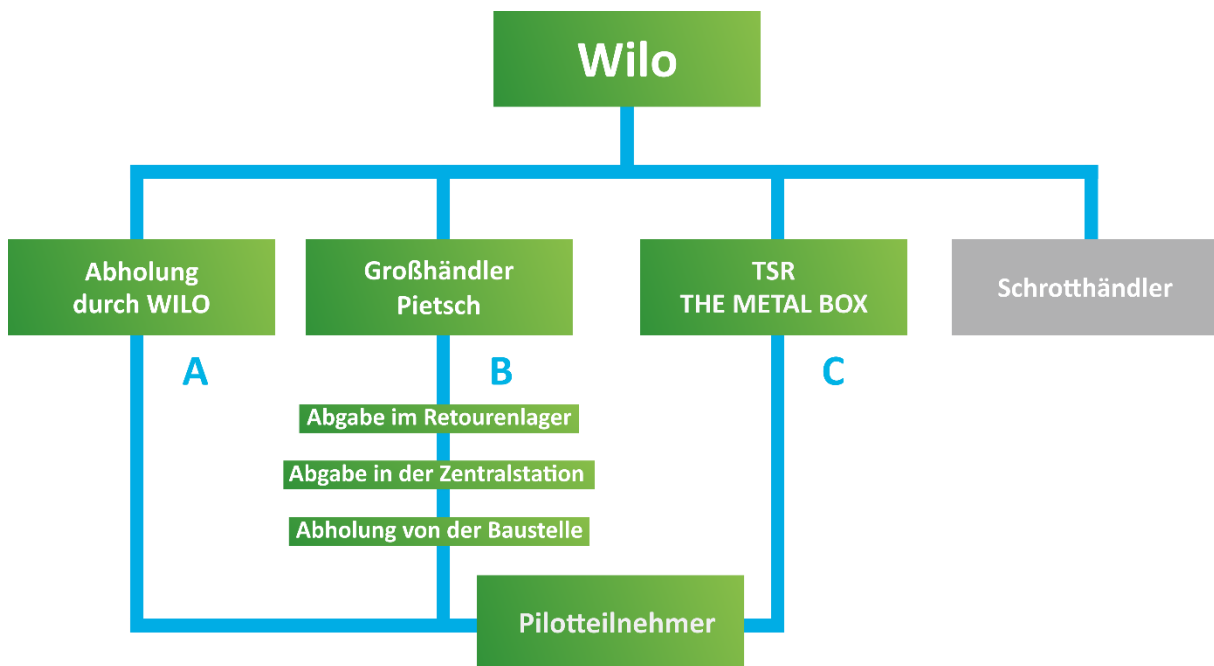 Wilo
Abholung
durch WILO
Großhändler
Pietsch
TSR
THE METAL BOX
Schrotthändler
A
B
C
Abgabe im Retourenlager
Abgabe in der Zentralstation
Abholung von der Baustelle
Pilotteilnehmer